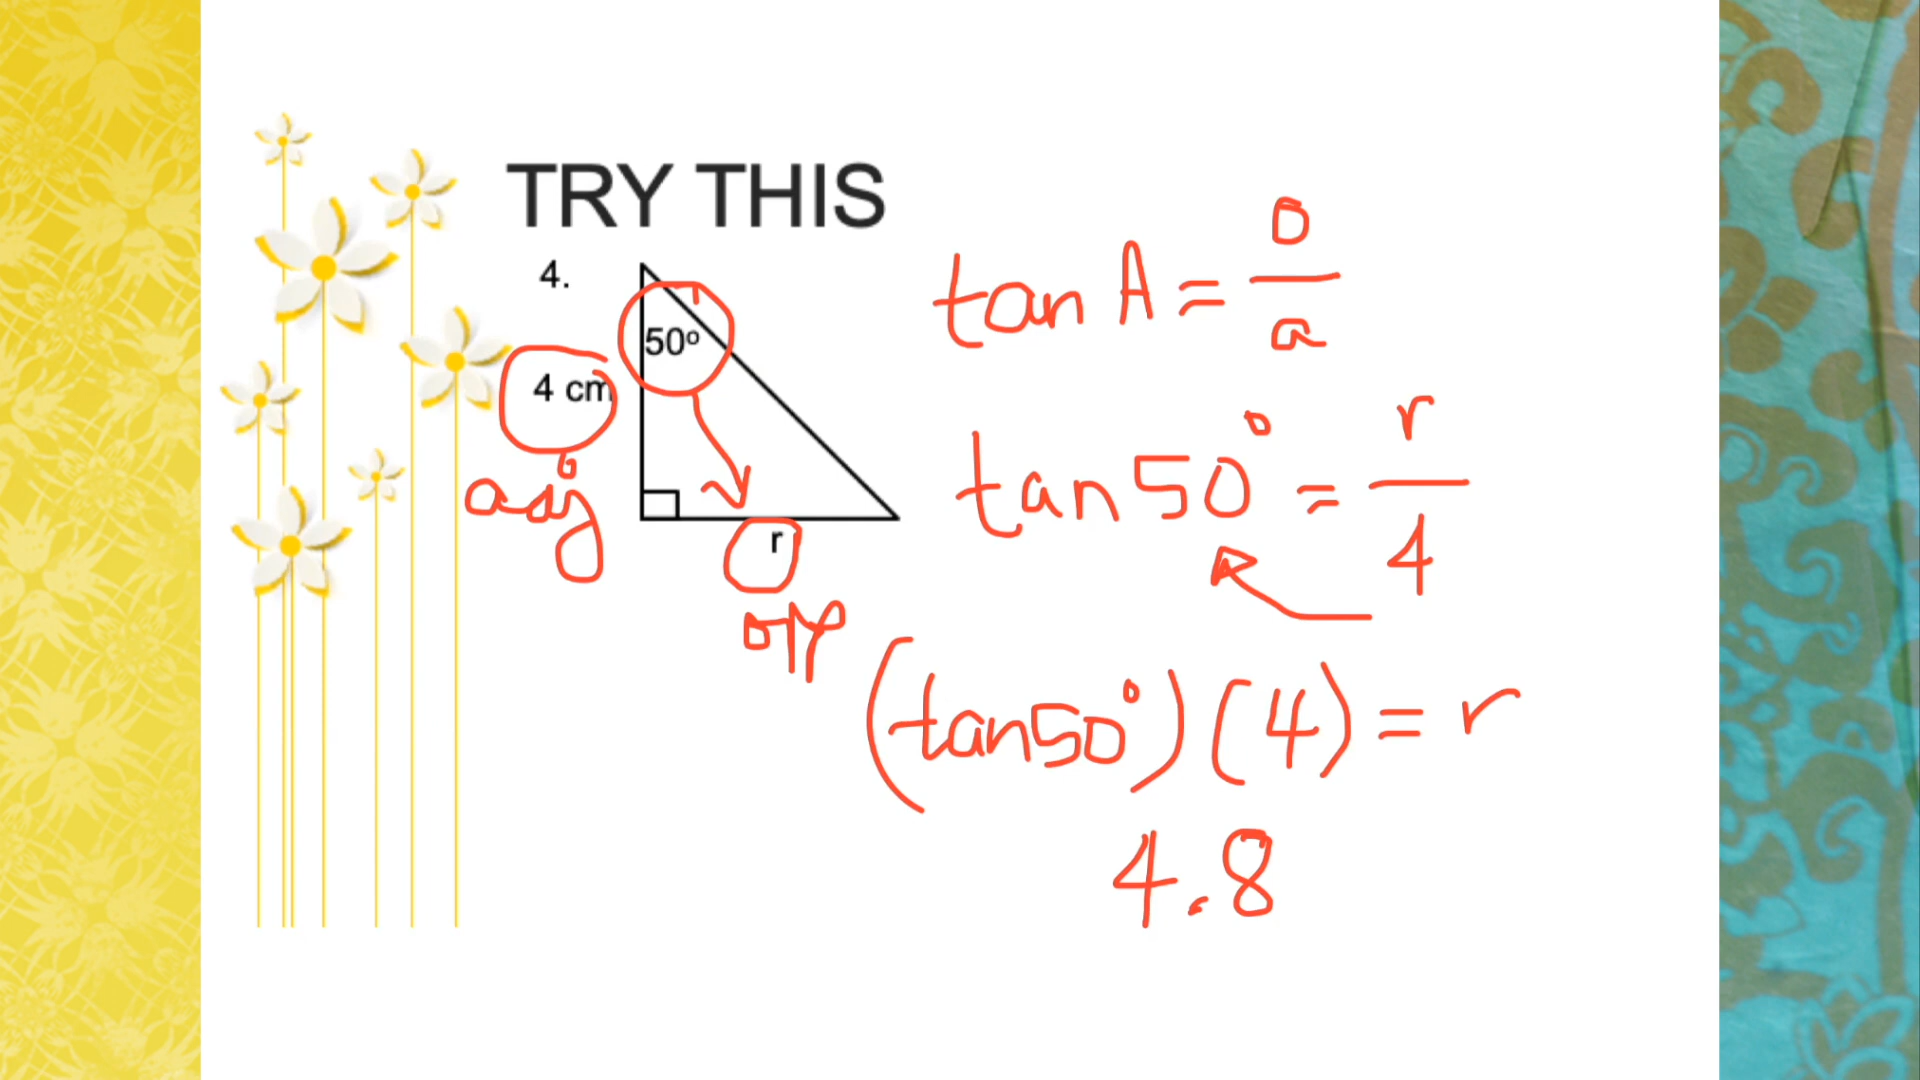 TRY THIS
4.
50°
4 cm
adj
r
opp
tan A = o/a
tan 50° = r/4
(tan50°)(4) = r
4.8